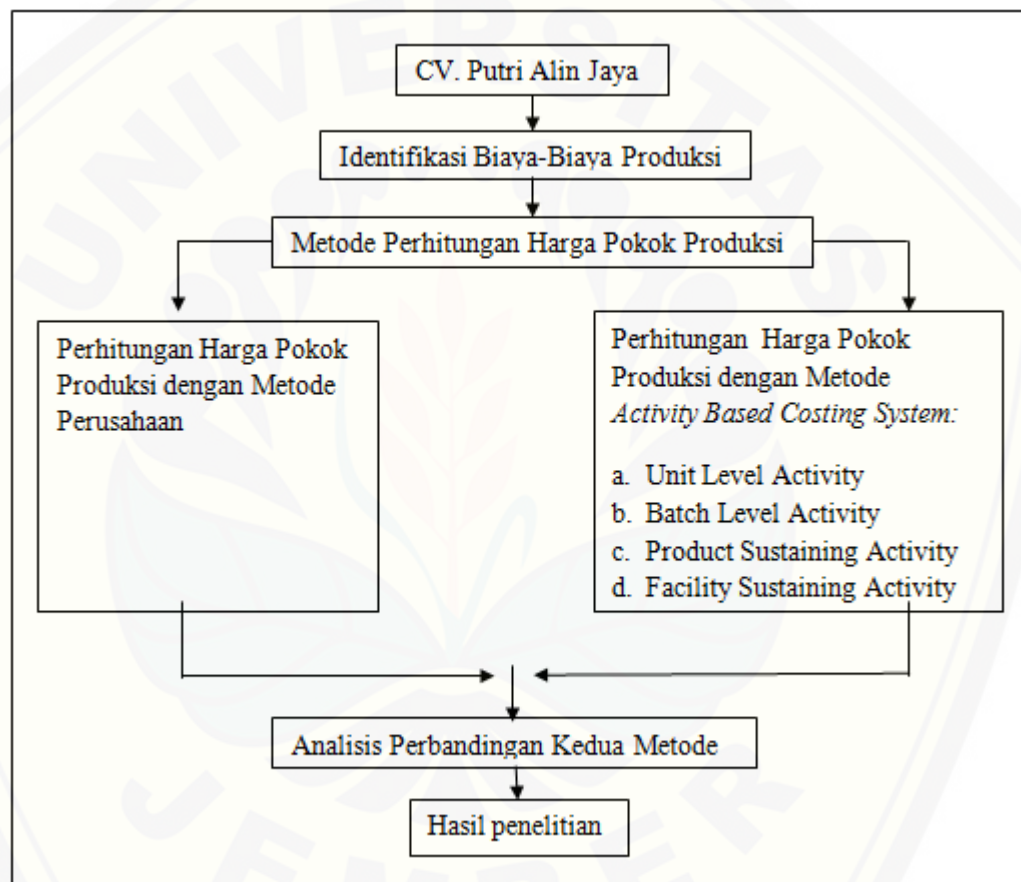 CV. Putri Alin Jaya
Identifikasi Biaya-Biaya Produksi
Metode Perhitungan Harga Pokok Produksi
Perhitungan Harga Pokok
Produksi dengan Metode
Perusahaan
Perhitungan Harga Pokok
Produksi dengan Metode
Activity Based Costing System:
a. Unit Level Activity
b. Batch Level Activity
c. Product Sustaining Activity
d. Facility Sustaining Activity
Analisis Perbandingan Kedua Metode
Hasil penelitian
UNIVERSITAS
JEMBER